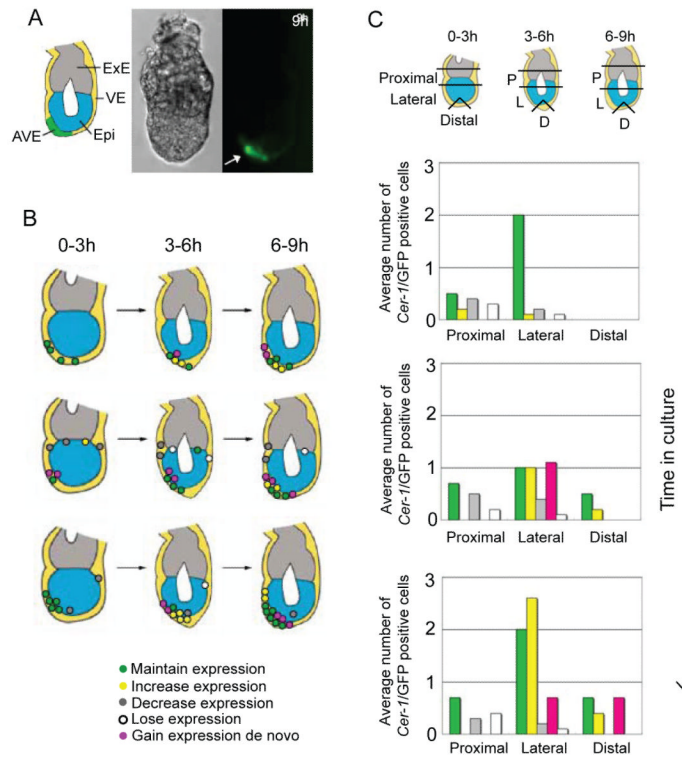 A
9h
ExE
VE
AVE
Epi
B
0-3h
3-6h
6-9h
Maintain expression
Increase expression
Decrease expression
Lose expression
Gain expression de novo
C
0-3h
3-6h
6-9h
Proximal
Lateral
Distal
P
L
D
P
L
D
3
2
1
0
Average number of
Cer-1/GFP positive cells
Proximal
Lateral
Distal
3
2
1
0
Average number of
Cer-1/GFP positive cells
Proximal
Lateral
Distal
3
2
1
0
Average number of
Cer-1/GFP positive cells
Proximal
Lateral
Distal
Time in culture